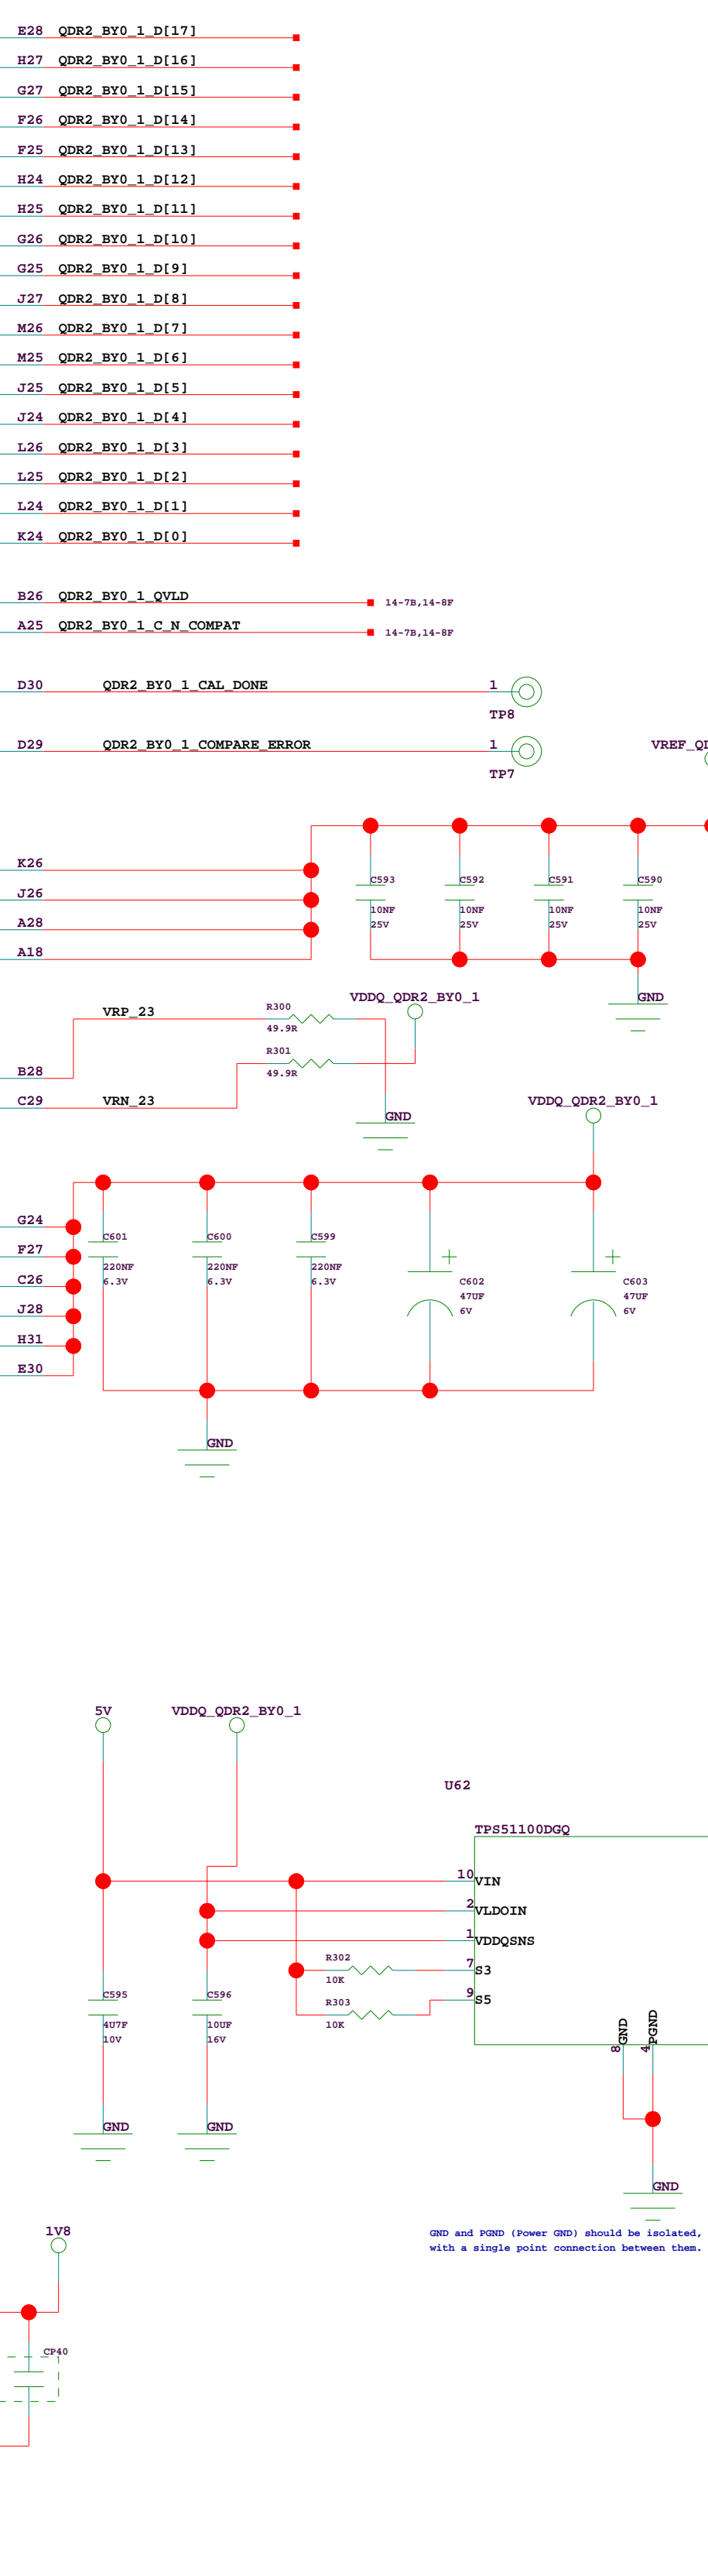 E28 QDR2_BY0_1_D[17]
H27 QDR2_BY0_1_D[16]
G27 QDR2_BY0_1_D[15]
F26 QDR2_BY0_1_D[14]
F25 QDR2_BY0_1_D[13]
H24 QDR2_BY0_1_D[12]
H25 QDR2_BY0_1_D[11]
G26 QDR2_BY0_1_D[10]
G25 QDR2_BY0_1_D[9]
J27 QDR2_BY0_1_D[8]
M26 QDR2_BY0_1_D[7]
M25 QDR2_BY0_1_D[6]
J25 QDR2_BY0_1_D[5]
J24 QDR2_BY0_1_D[4]
L26 QDR2_BY0_1_D[3]
L25 QDR2_BY0_1_D[2]
L24 QDR2_BY0_1_D[1]
K24 QDR2_BY0_1_D[0]
B26 QDR2_BY0_1_QVLD 14-7B,14-8F
A25 QDR2_BY0_1_C_N_COMPAT 14-7B,14-8F
D30 QDR2_BY0_1_CAL_DONE 1
TP8
D29 QDR2_BY0_1_COMPARE_ERROR 1 VREF_QD
TP7
K26
C593 C592 C591 C590
J26
10NF 10NF 10NF 10NF
A28 25V 25V 25V 25V
A18
VDDQ_QDR2_BY0_1 GND
VRP_23 R300
49.9R
R301
B28 49.9R
C29 VRN_23 VDDQ_QDR2_BY0_1
GND
G24
C601 C600 C599
F27
220NF 220NF 220NF
C26 6.3V 6.3V 6.3V C602 C603
47UF 47UF
J28 6V 6V
H31
E30
GND
5V VDDQ_QDR2_BY0_1
U62
TPS51100DGQ
10 VIN
2 VLDOIN
1 VDDQSNS
R302
7 S3
10K
C595 C596 R303 9 S5
4U7F 10UF 10K
10V 16V
8 GND 4 PGND
GND GND
GND
1V8
GND and PGND (Power GND) should be isolated,
with a single point connection between them.
CP40